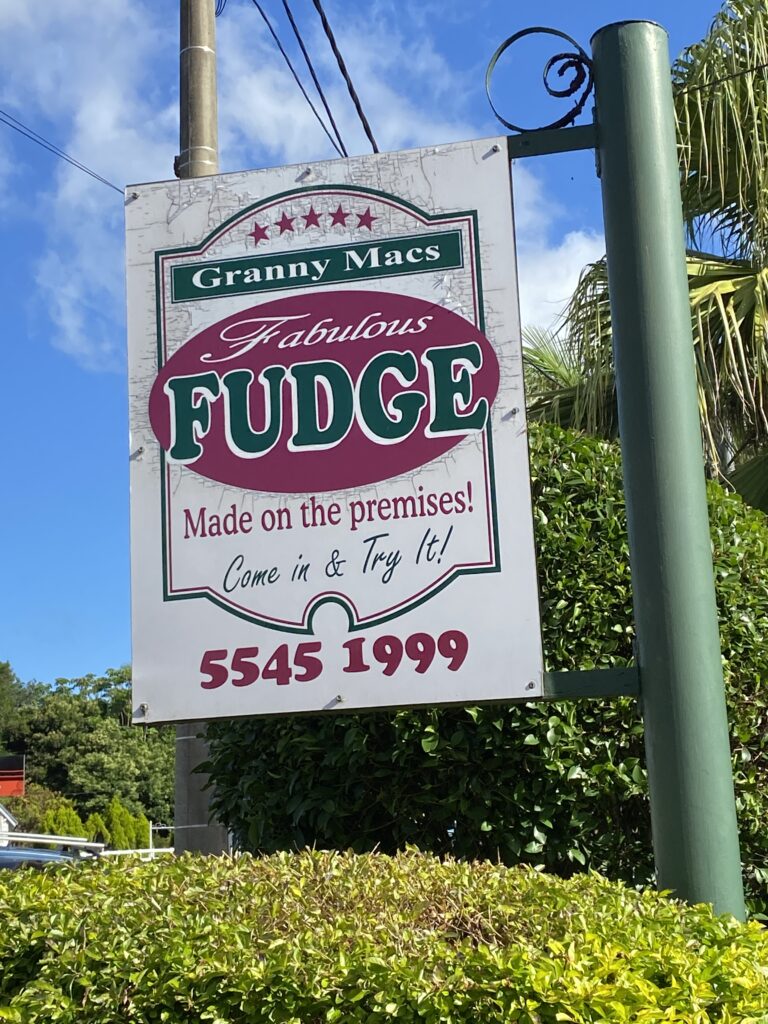 Granny Macs
Fabulous
FUDGE
Made on the premises!
Come in & Try It!
5545 1999